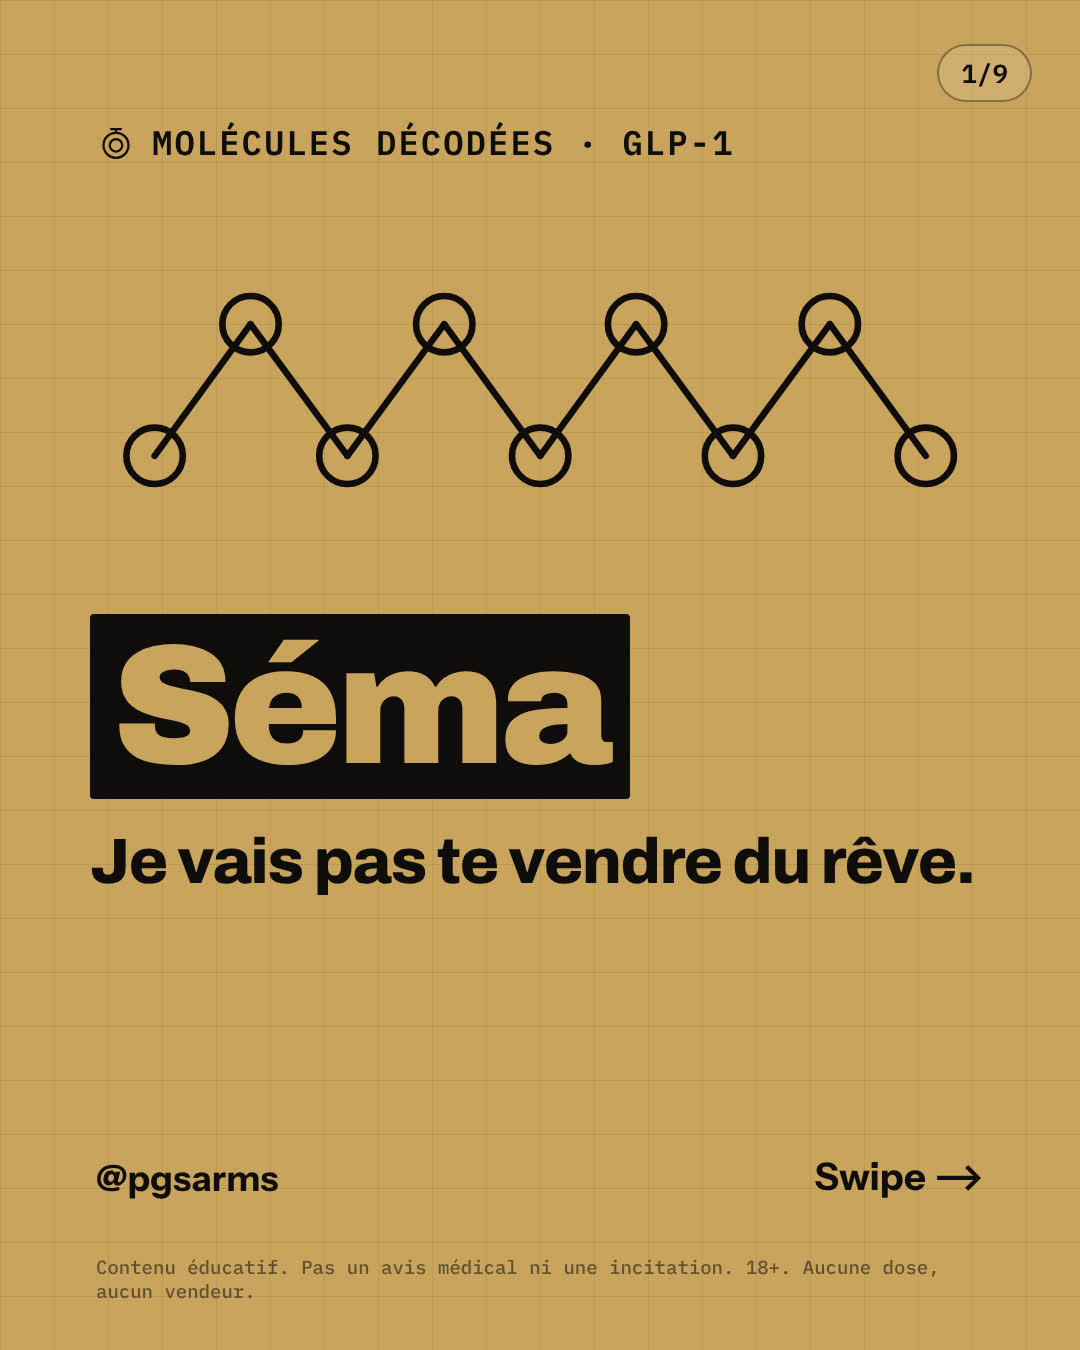 1/9
MOLÉCULES DÉCODÉES · GLP-1
Séma
Je vais pas te vendre du rêve.
@pgsarms
Swipe →
Contenu éducatif. Pas un avis médical ni une incitation. 18+. Aucune dose,
aucun vendeur.